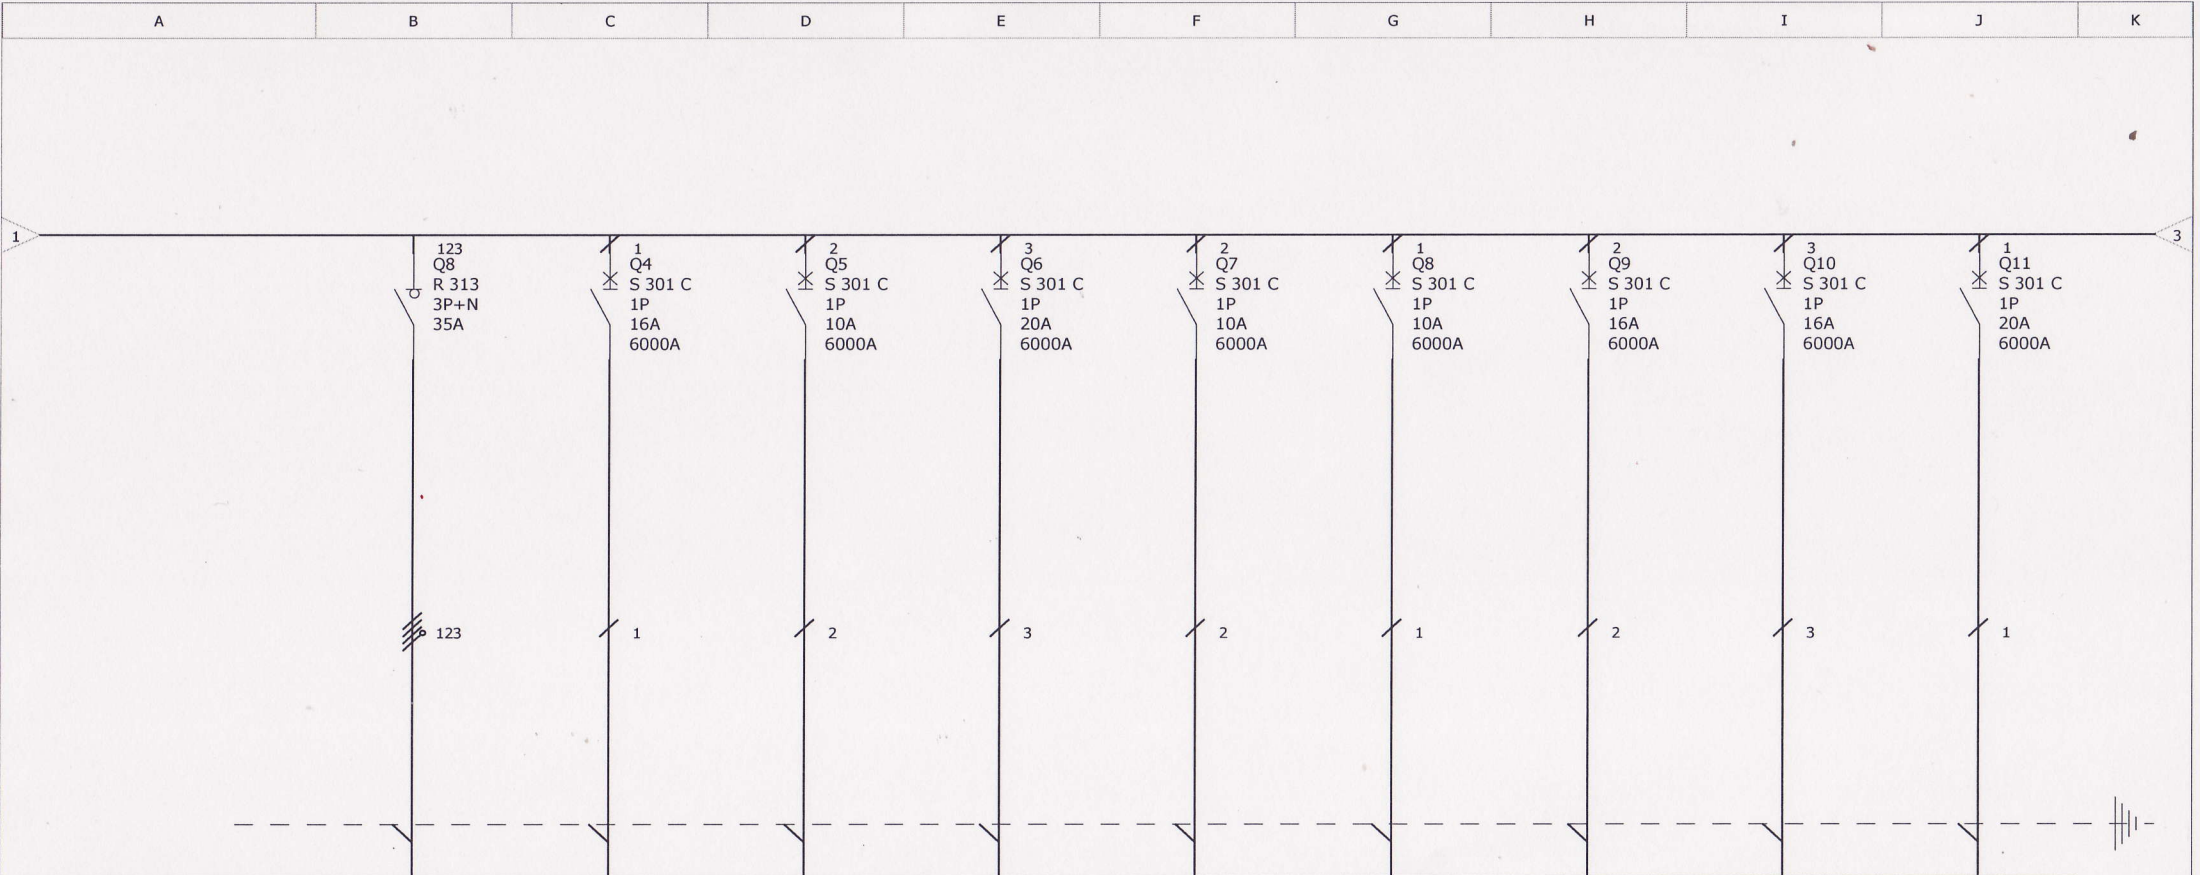 A B C D E F G H I J K
1
3
123
Q8
R 313
3P+N
35A
1
Q4
S 301 C
1P
16A
6000A
2
Q5
S 301 C
1P
10A
6000A
3
Q6
S 301 C
1P
20A
6000A
2
Q7
S 301 C
1P
10A
6000A
1
Q8
S 301 C
1P
10A
6000A
2
Q9
S 301 C
1P
16A
6000A
3
Q10
S 301 C
1P
16A
6000A
1
Q11
S 301 C
1P
20A
6000A
123 1 2 3 2 1 2 3 1